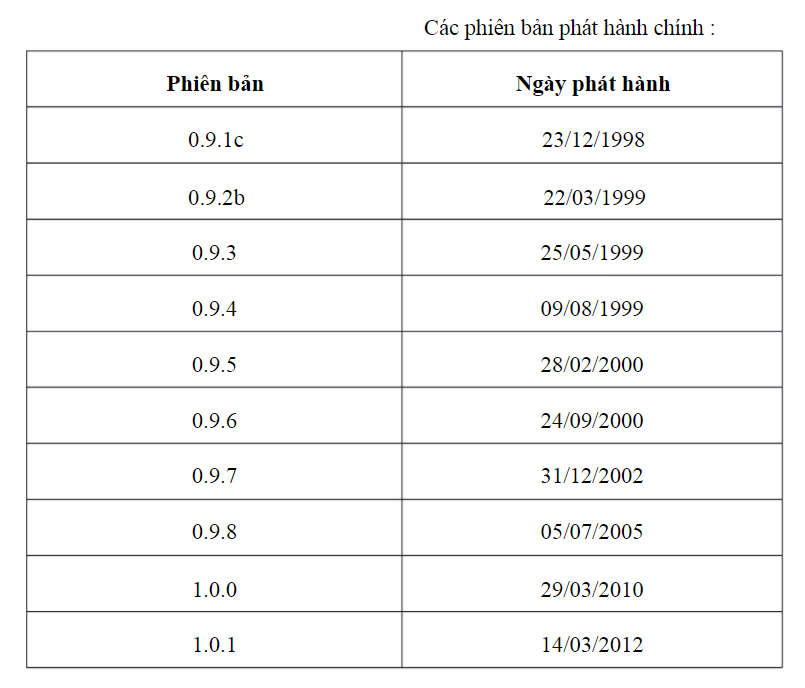 Các phiên bản phát hành chính :
Phiên bản Ngày phát hành
0.9.1c 23/12/1998
0.9.2b 22/03/1999
0.9.3 25/05/1999
0.9.4 09/08/1999
0.9.5 28/02/2000
0.9.6 24/09/2000
0.9.7 31/12/2002
0.9.8 05/07/2005
1.0.0 29/03/2010
1.0.1 14/03/2012